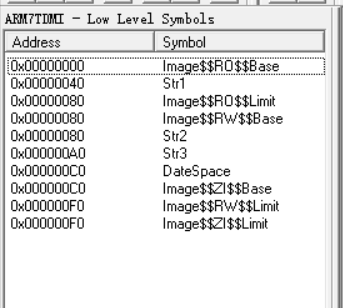 ARM7TDMI - Low Level Symbols
Address Symbol
0x00000000 Image$$RO$$Base
0x00000040 Str1
0x00000080 Image$$RO$$Limit
0x00000080 Image$$RW$$Base
0x00000080 Str2
0x000000A0 Str3
0x000000C0 DateSpace
0x000000C0 Image$$ZI$$Base
0x000000F0 Image$$RW$$Limit
0x000000F0 Image$$ZI$$Limit